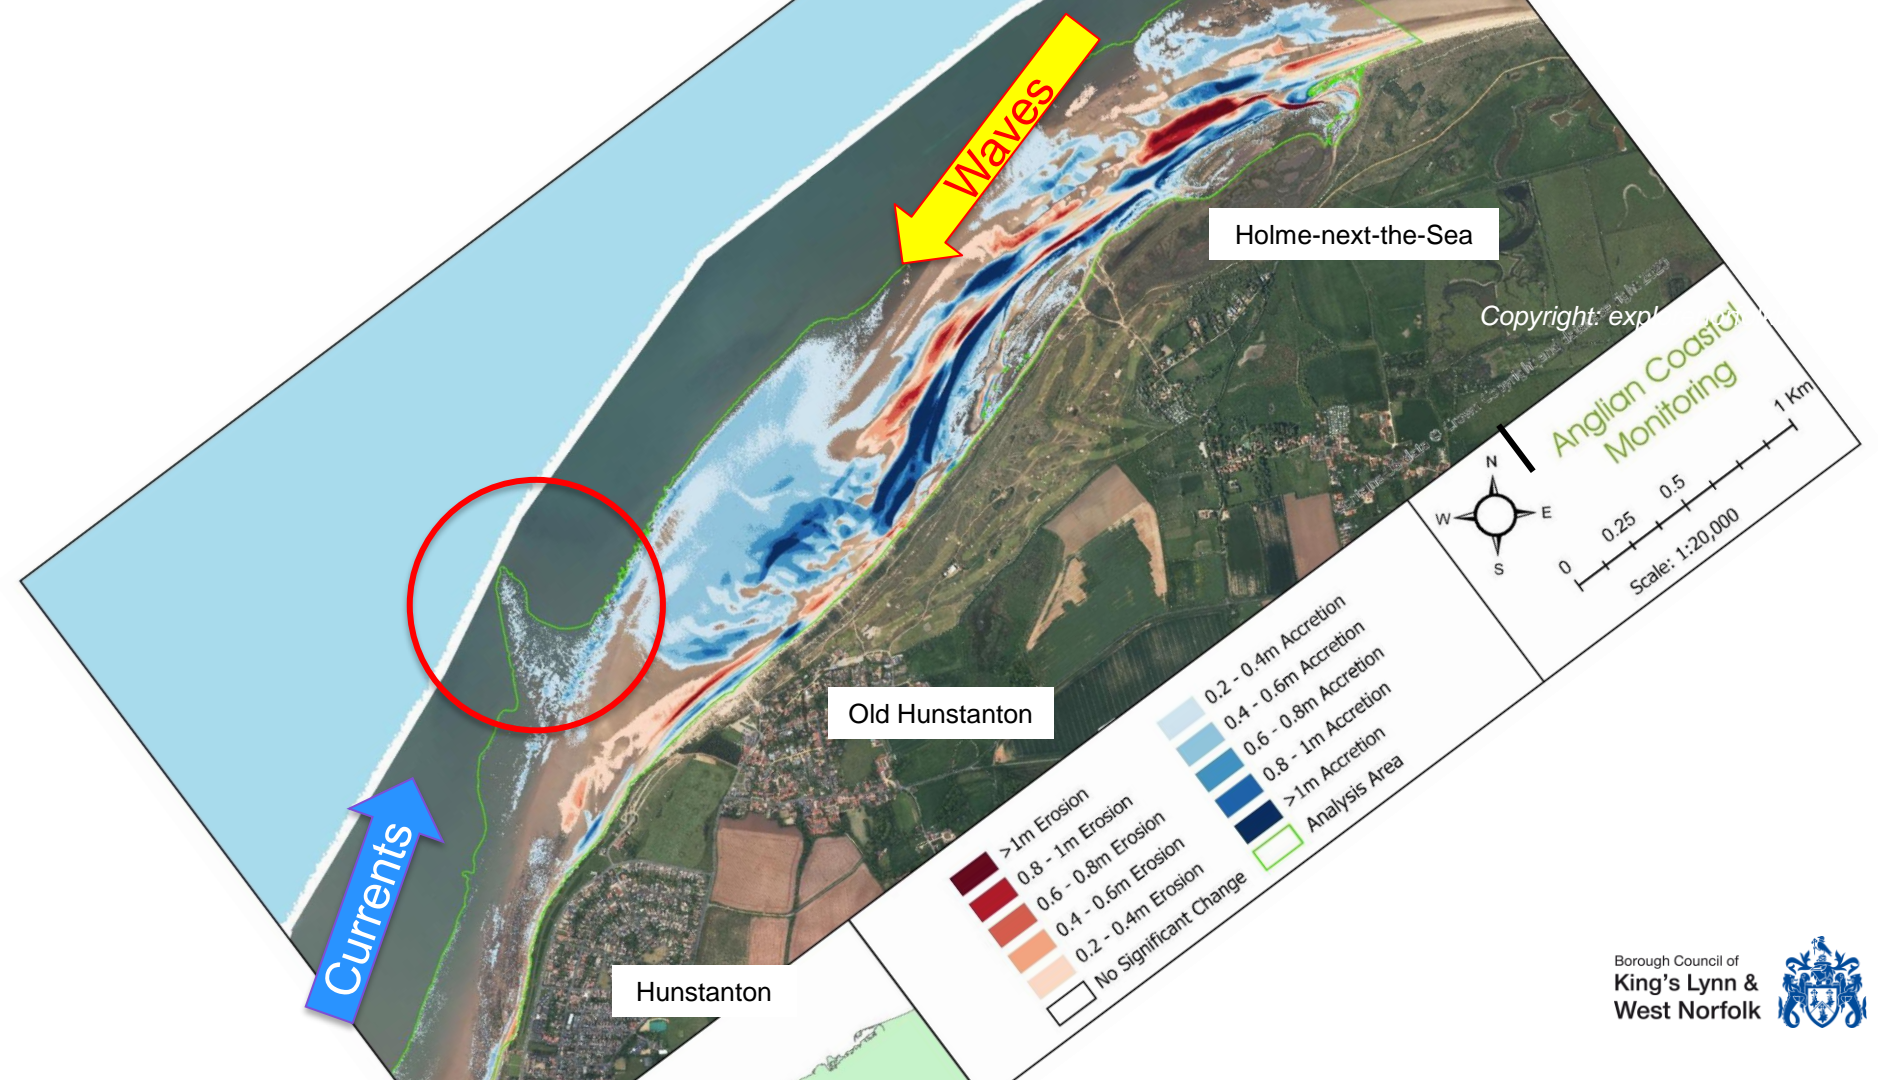 Waves
Holme-next-the-Sea
Copyright: expl
Anglian Coastal
Monitoring
1 Km
0.5
0.25
0
Scale: 1:20,000
N
W
E
S
Old Hunstanton
0.2 - 0.4m Accretion
0.4 - 0.6m Accretion
0.6 - 0.8m Accretion
0.8 - 1m Accretion
>1m Accretion
Analysis Area
>1m Erosion
0.8 - 1m Erosion
0.6 - 0.8m Erosion
0.4 - 0.6m Erosion
0.2 - 0.4m Erosion
No Significant Change
Currents
Hunstanton
Borough Council of
King's Lynn &
West Norfolk